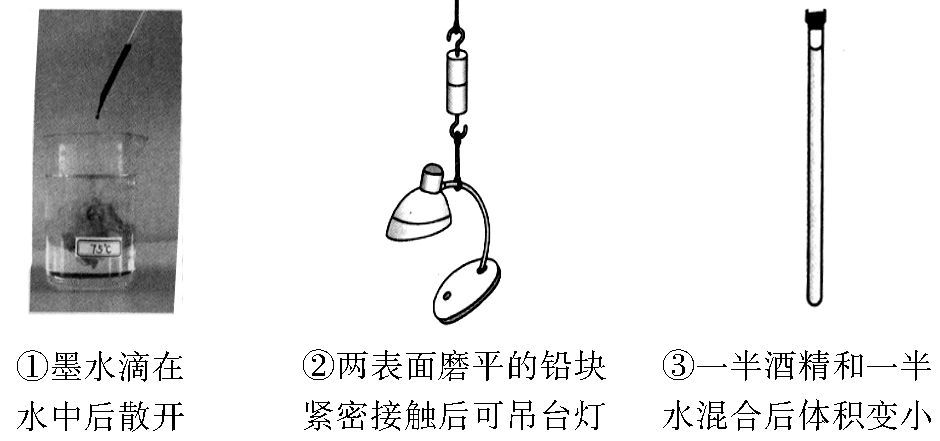 75℃
①墨水滴在
水中后散开
②两表面磨平的铅块
紧密接触后可吊台灯
③一半酒精和一半
水混合后体积变小